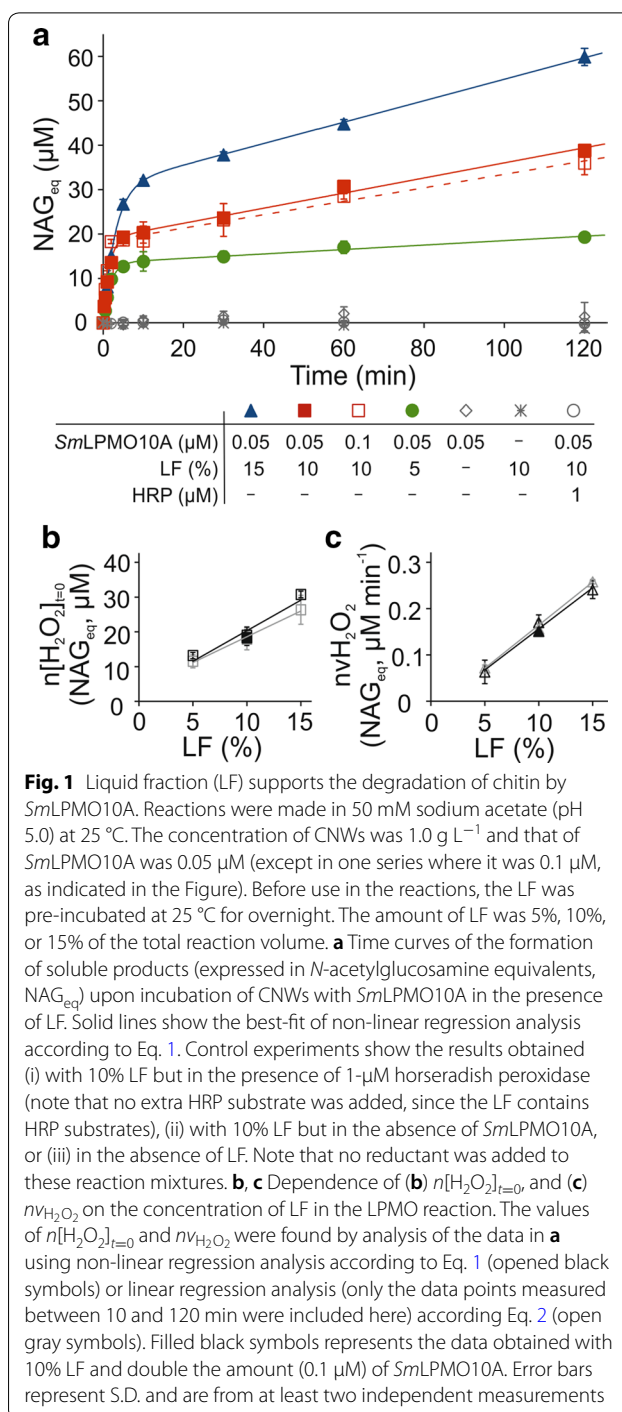 a
NAGeq (µM)
60
50
40
30
20
10
0
0 20 40 60 80 100 120
Time (min)
SmLPMO10A (µM) 0.05 0.05 0.1 0.05 0.05 – 0.05
LF (%) 15 10 10 5 – 10 10
HRP (µM) – – – – – – 1
b
n[H2O2]t=0
(NAGeq, µM)
40
30
20
10
0
0 5 10 15
LF (%)
c
nvH2O2
(NAGeq, µM min⁻¹)
0.3
0.2
0.1
0
0 5 10 15
LF (%)
Fig. 1 Liquid fraction (LF) supports the degradation of chitin by
SmLPMO10A. Reactions were made in 50 mM sodium acetate (pH
5.0) at 25 °C. The concentration of CNWs was 1.0 g L⁻¹ and that of
SmLPMO10A was 0.05 µM (except in one series where it was 0.1 µM,
as indicated in the Figure). Before use in the reactions, the LF was
pre-incubated at 25 °C for overnight. The amount of LF was 5%, 10%,
or 15% of the total reaction volume. a Time curves of the formation
of soluble products (expressed in N-acetylglucosamine equivalents,
NAGeq) upon incubation of CNWs with SmLPMO10A in the presence
of LF. Solid lines show the best-fit of non-linear regression analysis
according to Eq. 1. Control experiments show the results obtained
(i) with 10% LF but in the presence of 1-µM horseradish peroxidase
(note that no extra HRP substrate was added, since the LF contains
HRP substrates), (ii) with 10% LF but in the absence of SmLPMO10A,
or (iii) in the absence of LF. Note that no reductant was added to
these reaction mixtures. b, c Dependence of (b) n[H2O2]t=0, and (c)
nvH2O2 on the concentration of LF in the LPMO reaction. The values
of n[H2O2]t=0 and nvH2O2 were found by analysis of the data in a
using non-linear regression analysis according to Eq. 1 (opened black
symbols) or linear regression analysis (only the data points measured
between 10 and 120 min were included here) according Eq. 2 (open
gray symbols). Filled black symbols represents the data obtained with
10% LF and double the amount (0.1 µM) of SmLPMO10A. Error bars
represent S.D. and are from at least two independent measurements